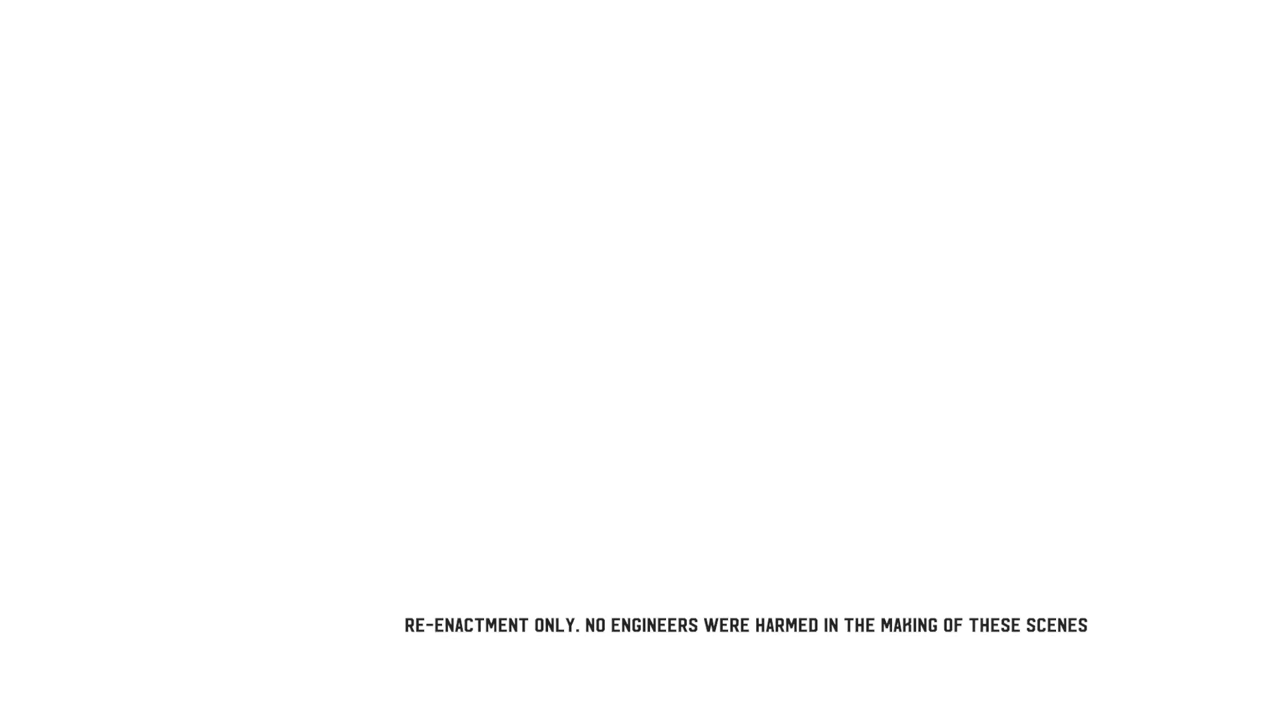 RE-ENACTMENT ONLY. NO ENGINEERS WERE HARMED IN THE MAKING OF THESE SCENES